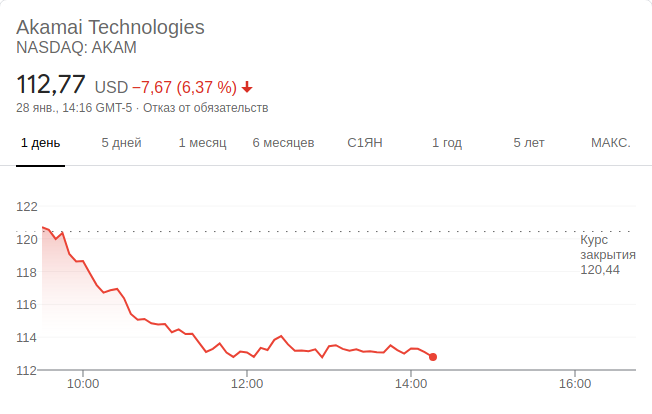 Akamai Technologies
NASDAQ: AKAM
112,77 USD −7,67 (6,37 %)
28 янв., 14:16 GMT-5 · Отказ от обязательств
1 день 5 дней 1 месяц 6 месяцев С1ЯН 1 год 5 лет МАКС.
122
120
118
116
114
112
Курс
закрытия
120,44
10:00 12:00 14:00 16:00